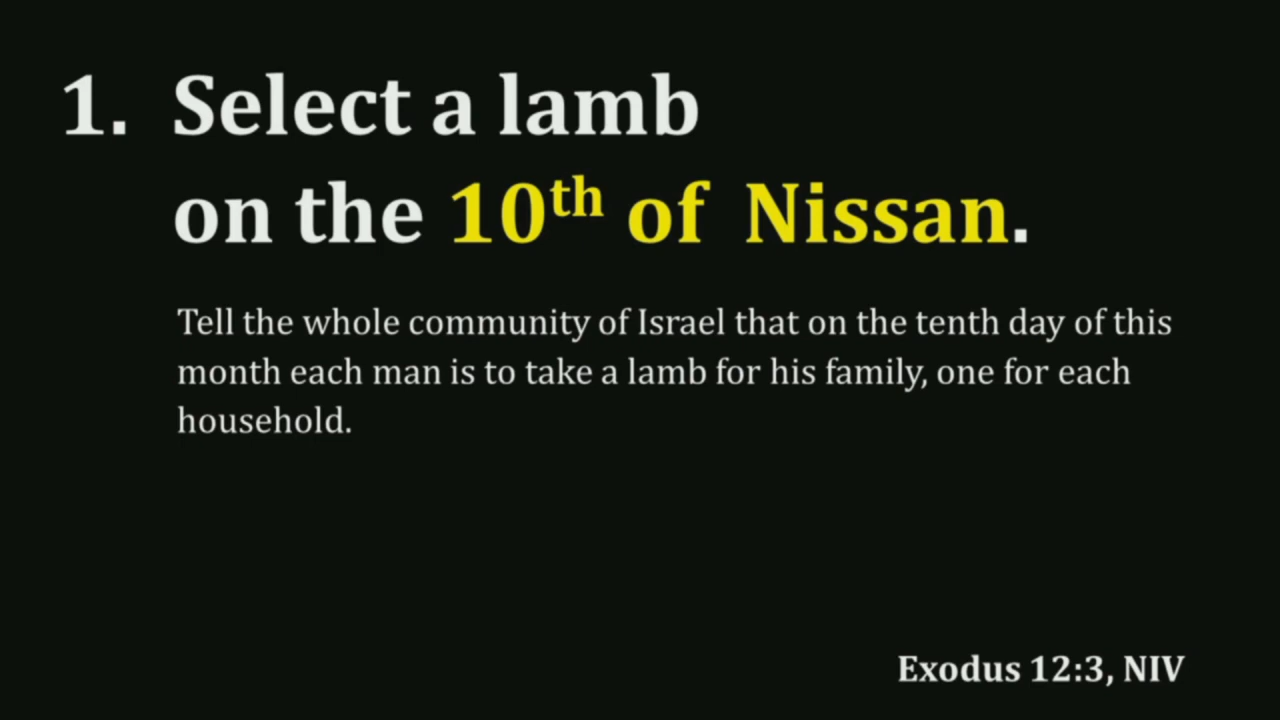 1. Select a lamb
on the 10th of Nissan.
Tell the whole community of Israel that on the tenth day of this
month each man is to take a lamb for his family, one for each
household.
Exodus 12:3, NIV